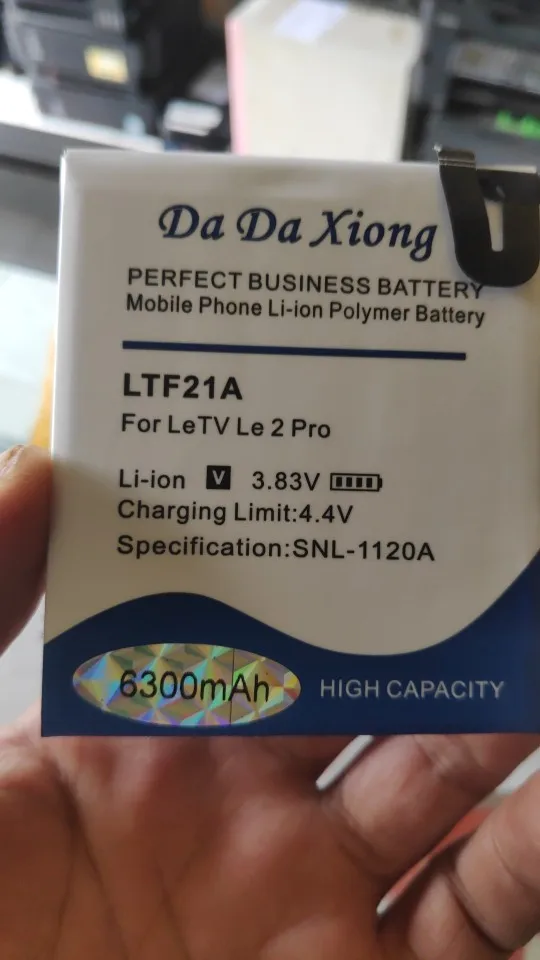 Da Da Xiong
PERFECT BUSINESS BATTERY
Mobile Phone Li-ion Polymer Battery
LTF21A
For LeTV Le 2 Pro
Li-ion V 3.83V
Charging Limit:4.4V
Specification:SNL-1120A
6300mAh
HIGH CAPACITY